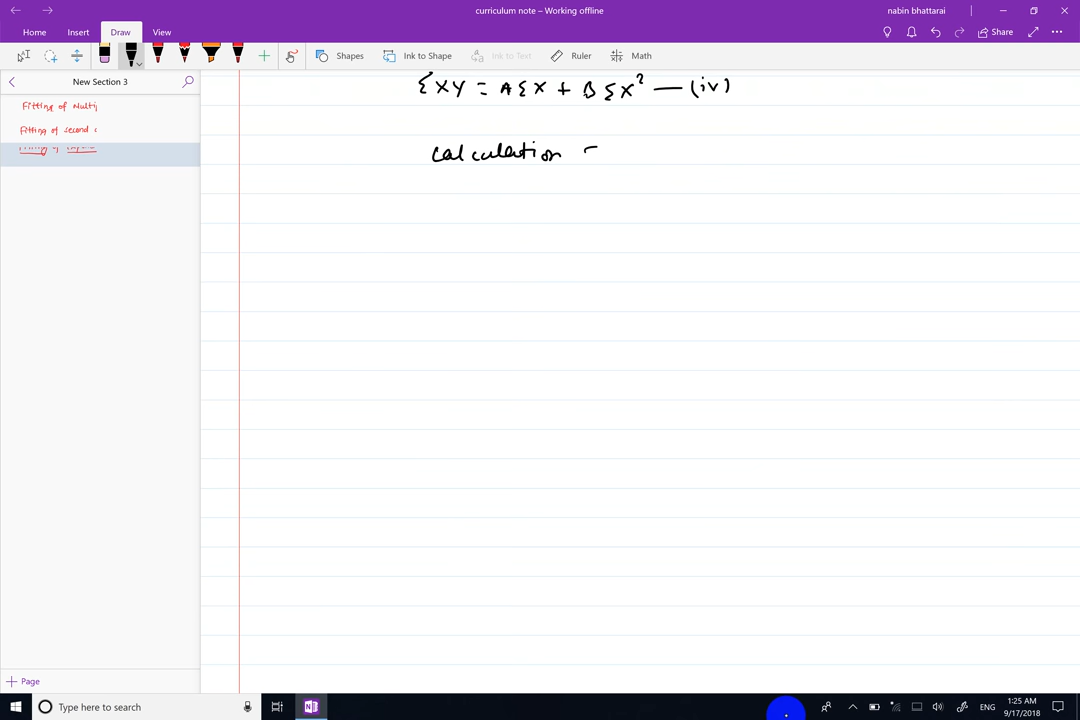 curriculum note – Working offline
nabin bhattarai
Home Insert Draw View
Share
Shapes Ink to Shape Ink to Text Ruler Math
New Section 3
Fitting of Multi
Fitting of second
Fitting of
ΣXY = AΣX + BΣX² — (iv)
calculation
+ Page
Type here to search
ENG
1:25 AM
9/17/2018